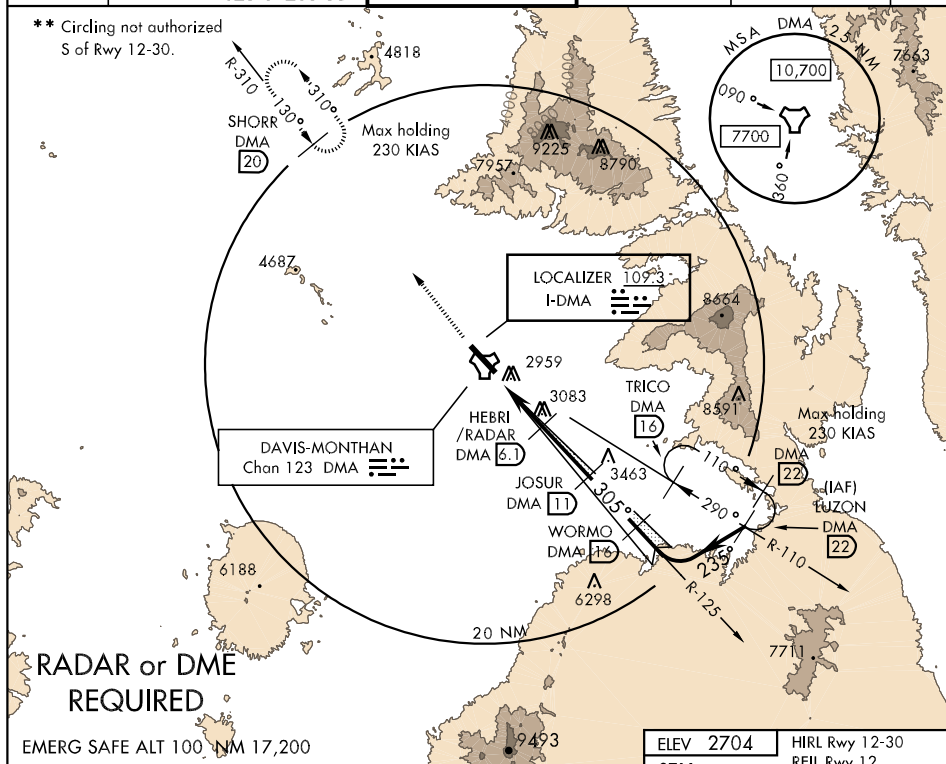 ** Circling not authorized
S of Rwy 12-30.
R-310
310°
130°
SHORR
DMA
20
Max holding
230 KIAS
4818
9225
8790
7957
MSA DMA 25 NM
10,700
090°
7700
360°
7663
4687
LOCALIZER 109.3
I-DMA
8664
2959
3083
TRICO
DMA
16
8591
Max holding
230 KIAS
HEBRI
/RADAR
DMA 6.1
DAVIS-MONTHAN
Chan 123 DMA
3463
110°
DMA
22
JOSUR
DMA 11
305°
290°
(IAF)
LUZON
DMA
22
WORMO
DMA 16
235°
R-110
R-125
6188
6298
20 NM
7711
RADAR or DME
REQUIRED
EMERG SAFE ALT 100 NM 17,200
9493
ELEV 2704
HIRL Rwy 12-30
REIL Rwy 12